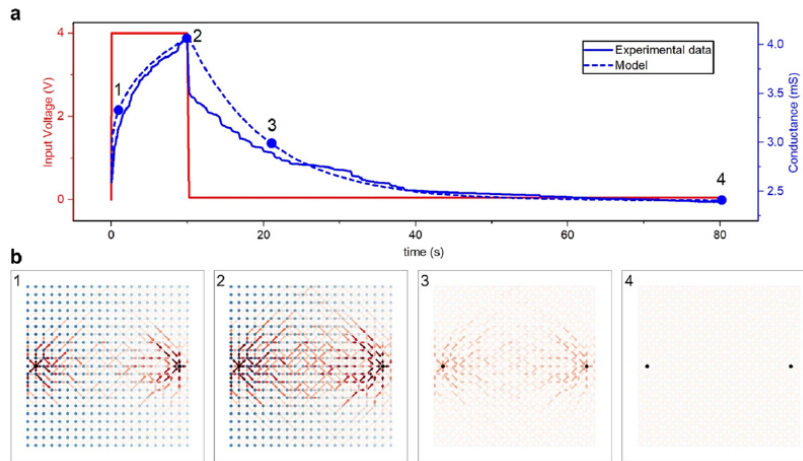 a
4
2
0
Input Voltage (V)
1
2
3
4
Experimental data
Model
4.0
3.5
3.0
2.5
Conductance (mS)
0
20
40
60
80
time (s)
b
1
2
3
4